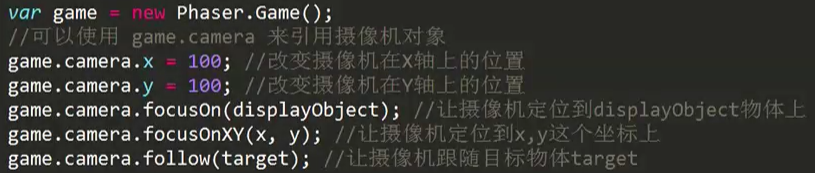 var game = new Phaser.Game();
//可以使用 game.camera 来引用摄像机对象
game.camera.x = 100; //改变摄像机在X轴上的位置
game.camera.y = 100; //改变摄像机在Y轴上的位置
game.camera.focusOn(displayObject); //让摄像机定位到displayObject物体上
game.camera.focusOnXY(x, y); //让摄像机定位到x,y这个坐标上
game.camera.follow(target); //让摄像机跟随目标物体target